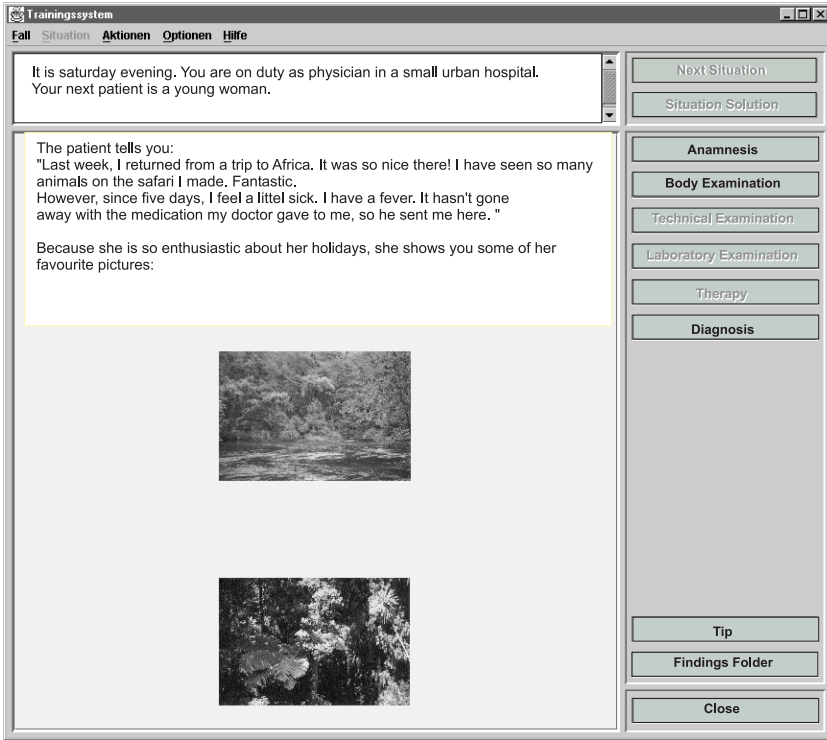 Trainingssystem
Fall Situation Aktionen Optionen Hilfe
It is saturday evening. You are on duty as physician in a small urban hospital.
Your next patient is a young woman.
Next Situation
Situation Solution
The patient tells you:
"Last week, I returned from a trip to Africa. It was so nice there! I have seen so many
animals on the safari I made. Fantastic.
However, since five days, I feel a littel sick. I have a fever. It hasn't gone
away with the medication my doctor gave to me, so he sent me here. "
Because she is so enthusiastic about her holidays, she shows you some of her
favourite pictures:
Anamnesis
Body Examination
Technical Examination
Laboratory Examination
Therapy
Diagnosis
Tip
Findings Folder
Close